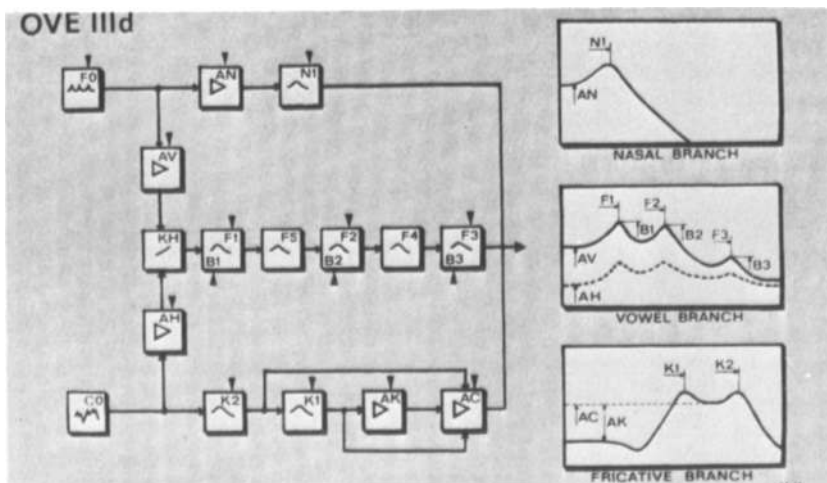 OVE IIId
F0
AN
N1
AV
KH
F1
B1
F5
F2
B2
F4
F3
B3
AH
C0
K2
K1
AK
AC
N1
AN
NASAL BRANCH
F1
F2
B1
B2
F3
B3
AV
AH
VOWEL BRANCH
K1
K2
AC
AK
FRICATIVE BRANCH